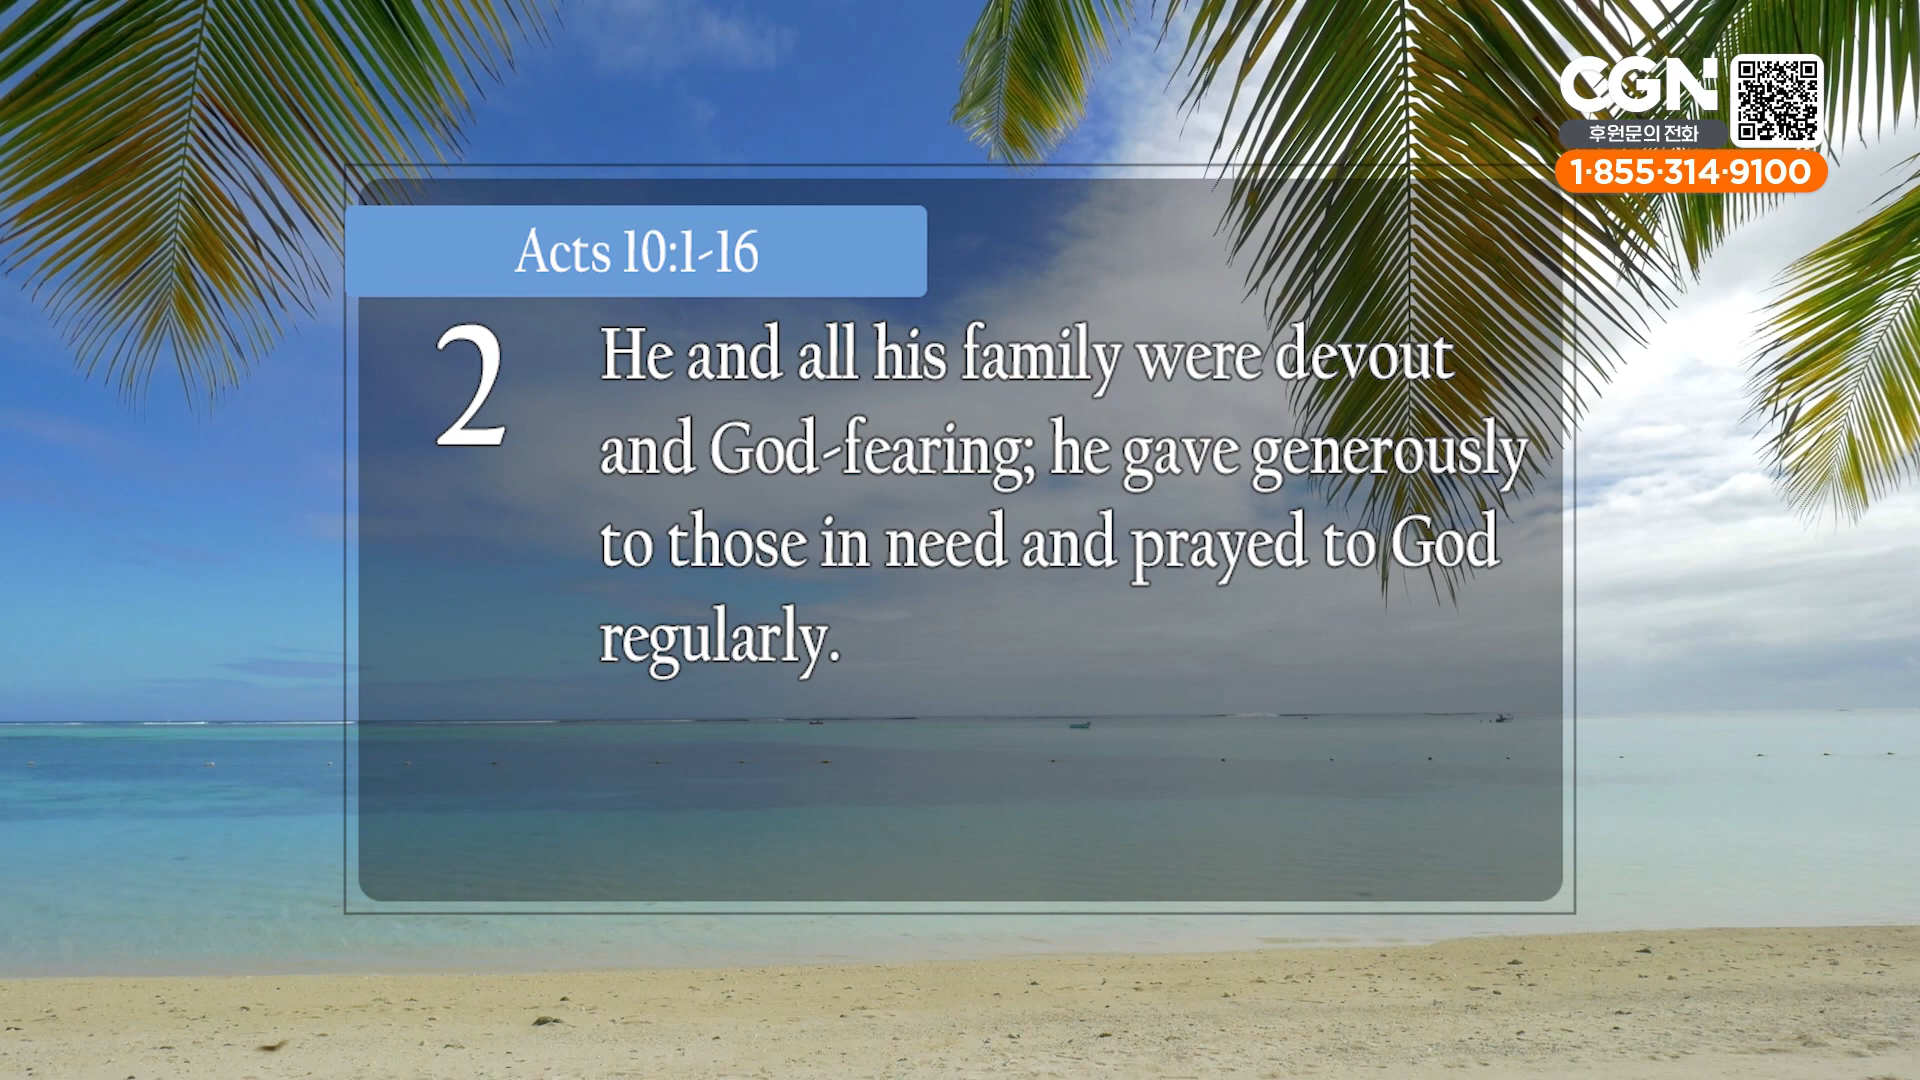 CGN
후원문의 전화
1·855·314·9100
Acts 10:1-16
2
He and all his family were devout
and God-fearing; he gave generously
to those in need and prayed to God
regularly.